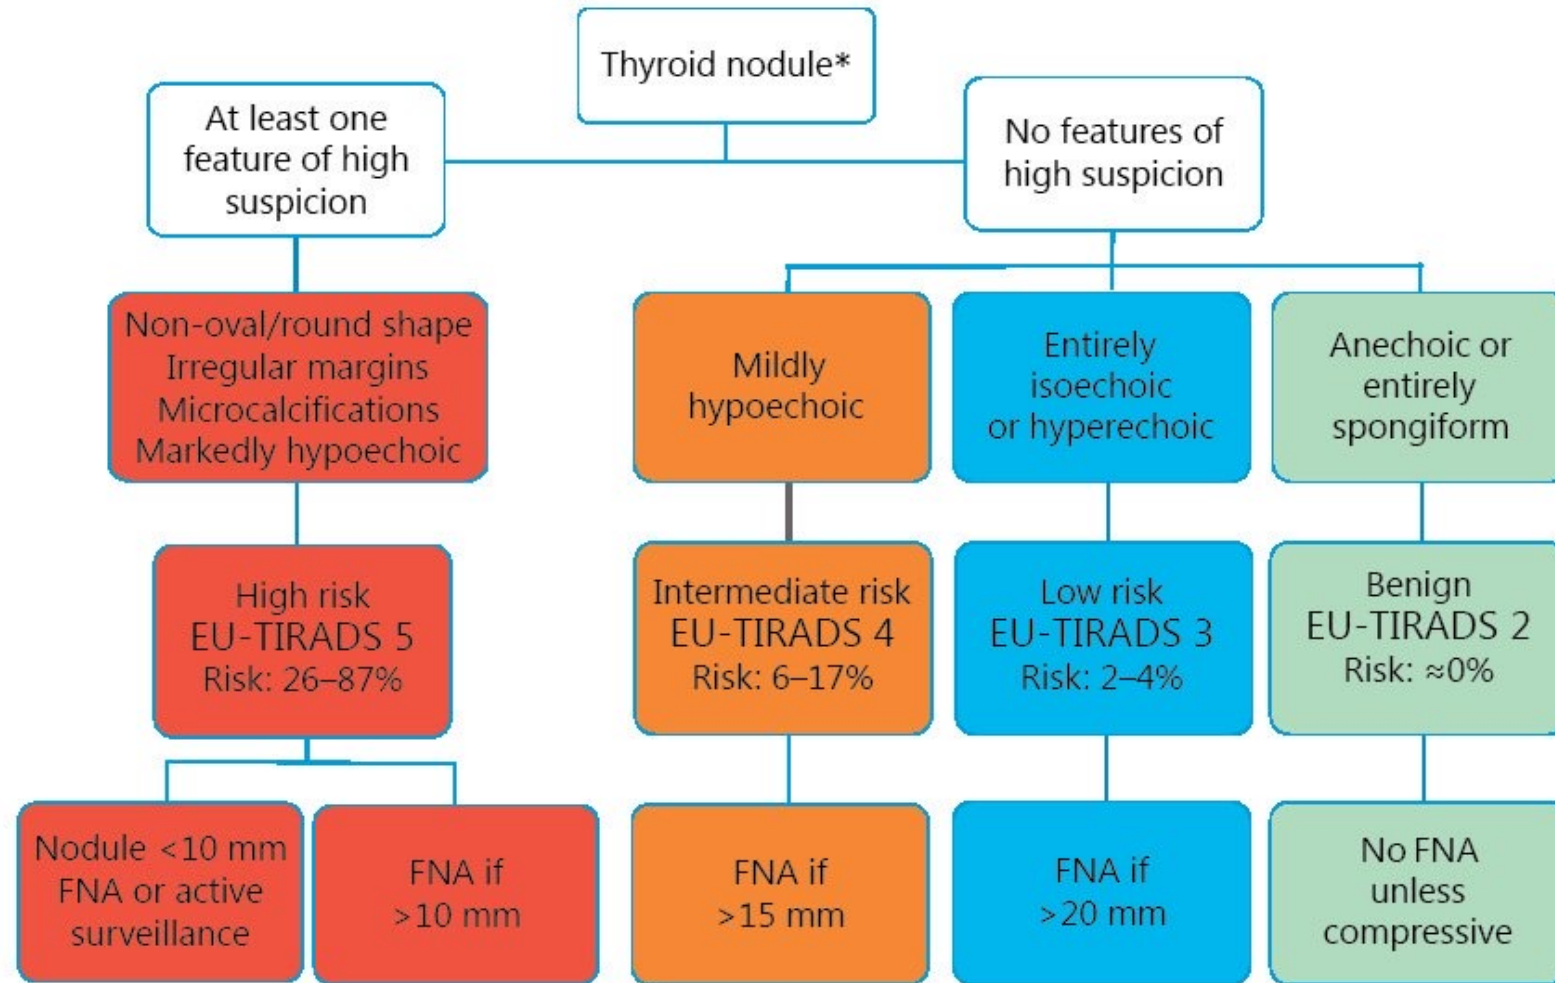 Thyroid nodule*
At least one
feature of high
suspicion
No features of
high suspicion
Non-oval/round shape
Irregular margins
Microcalcifications
Markedly hypoechoic
Mildly
hypoechoic
Entirely
isoechoic
or hyperechoic
Anechoic or
entirely
spongiform
High risk
EU-TIRADS 5
Risk: 26–87%
Intermediate risk
EU-TIRADS 4
Risk: 6–17%
Low risk
EU-TIRADS 3
Risk: 2–4%
Benign
EU-TIRADS 2
Risk: ≈0%
Nodule <10 mm
FNA or active
surveillance
FNA if
>10 mm
FNA if
>15 mm
FNA if
>20 mm
No FNA
unless
compressive